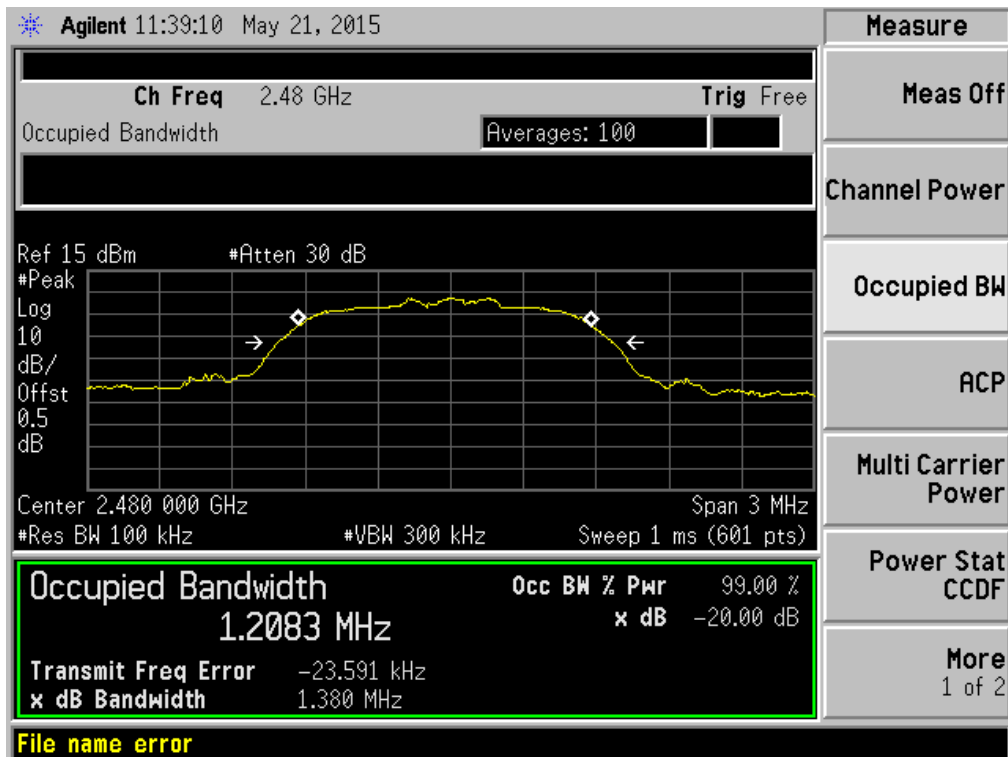 Agilent 11:39:10 May 21, 2015
Measure
Ch Freq 2.48 GHz Trig Free
Occupied Bandwidth Averages: 100
Meas Off
Channel Power
Occupied BW
ACP
Multi Carrier
Power
Power Stat
CCDF
More
1 of 2
Ref 15 dBm #Atten 30 dB
#Peak
Log
10
dB/
Offst
0.5
dB
Center 2.480 000 GHz Span 3 MHz
#Res BW 100 kHz #VBW 300 kHz Sweep 1 ms (601 pts)
Occupied Bandwidth Occ BW % Pwr 99.00 %
1.2083 MHz x dB -20.00 dB
Transmit Freq Error -23.591 kHz
x dB Bandwidth 1.380 MHz
File name error